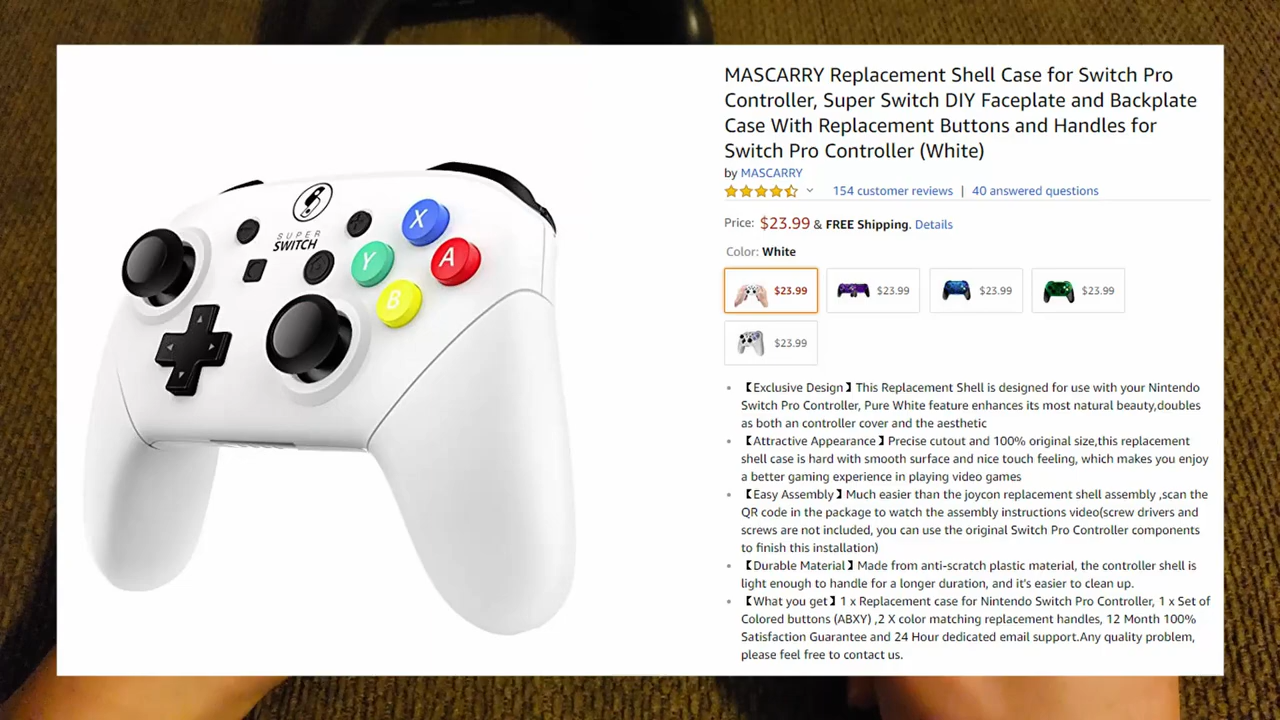 MASCARRY Replacement Shell Case for Switch Pro
Controller, Super Switch DIY Faceplate and Backplate
Case With Replacement Buttons and Handles for
Switch Pro Controller (White)
by MASCARRY
154 customer reviews | 40 answered questions
Price: $23.99 & FREE Shipping. Details
Color: White
$23.99 $23.99 $23.99 $23.99
$23.99
SUPER
SWITCH
X
Y
A
B
【Exclusive Design】This Replacement Shell is designed for use with your Nintendo
Switch Pro Controller, Pure White feature enhances its most natural beauty,doubles
as both an controller cover and the aesthetic
【Attractive Appearance】Precise cutout and 100% original size,this replacement
shell case is hard with smooth surface and nice touch feeling, which makes you enjoy
a better gaming experience in playing video games
【Easy Assembly】Much easier than the joycon replacement shell assembly ,scan the
QR code in the package to watch the assembly instructions video(screw drivers and
screws are not included, you can use the original Switch Pro Controller components
to finish this installation)
【Durable Material】Made from anti-scratch plastic material, the controller shell is
light enough to handle for a longer duration, and it's easier to clean up.
【What you get】1 x Replacement case for Nintendo Switch Pro Controller, 1 x Set of
Colored buttons (ABXY) ,2 X color matching replacement handles, 12 Month 100%
Satisfaction Guarantee and 24 Hour dedicated email support.Any quality problem,
please feel free to contact us.